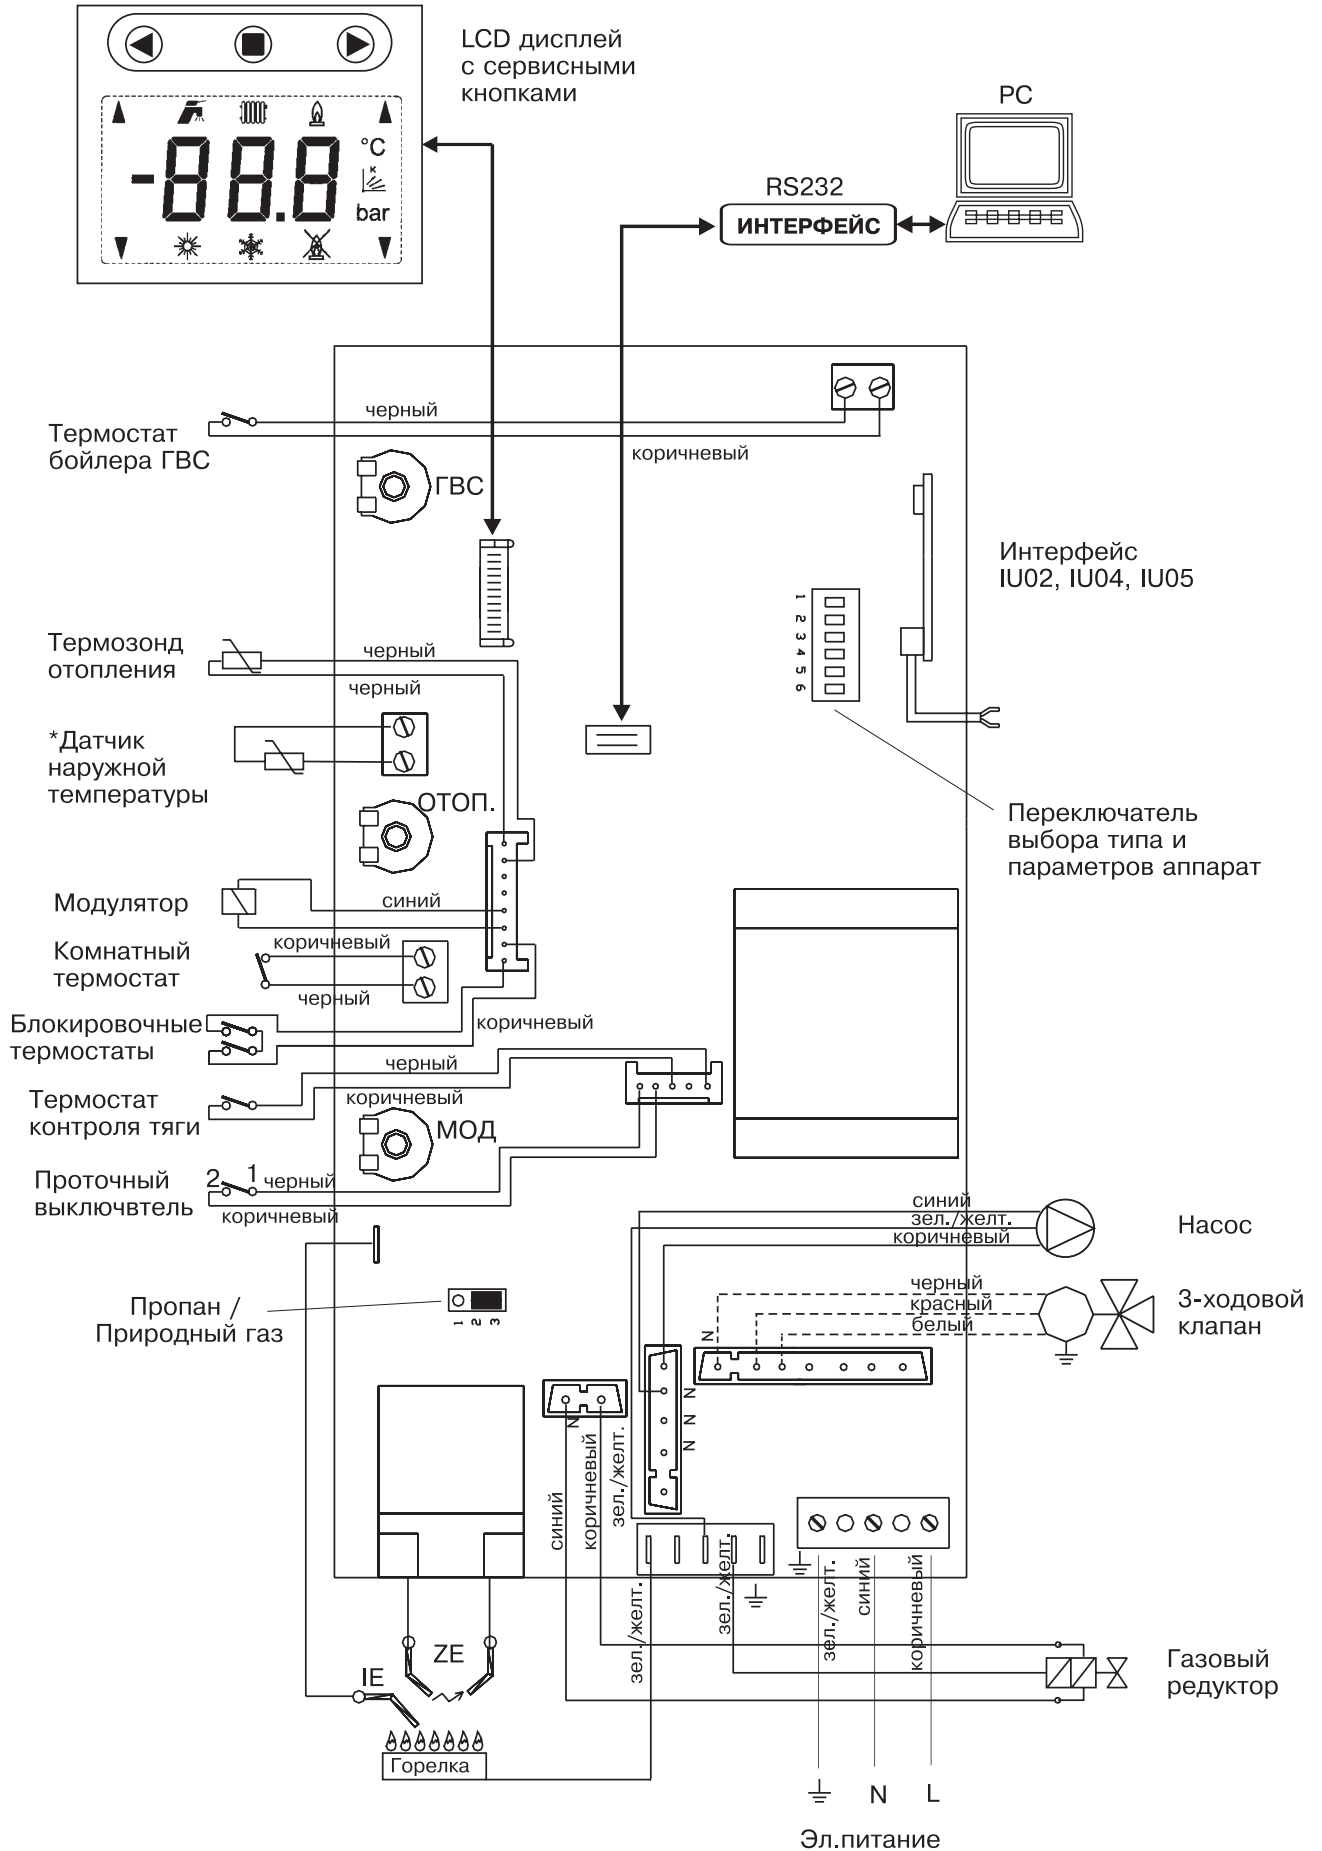 LCD дисплей
с сервисными
кнопками
-88.8
°C
K
bar
PC
RS232
ИНТЕРФЕЙС
черный
Термостат
бойлера ГВС
коричневый
ГВС
Интерфейс
IU02, IU04, IU05
1
2
3
4
5
6
Термозонд
отопления
черный
черный
*Датчик
наружной
температуры
ОТОП.
Переключатель
выбора типа и
параметров аппарат
Модулятор
синий
Комнатный
термостат
коричневый
черный
Блокировочные
термостаты
коричневый
черный
Термостат
контроля тяги
коричневый
МОД
Проточный
выключвтель
2
1
черный
коричневый
синий
зел./желт.
коричневый
Насос
Пропан /
Природный газ
1
2
3
черный
красный
белый
3-ходовой
клапан
N
N
N
N
N
синий
коричневый
зел./желт.
зел./желт.
зел./желт.
зел./желт.
синий
коричневый
ZE
IE
Горелка
Газовый
редуктор
N
L
Эл.питание